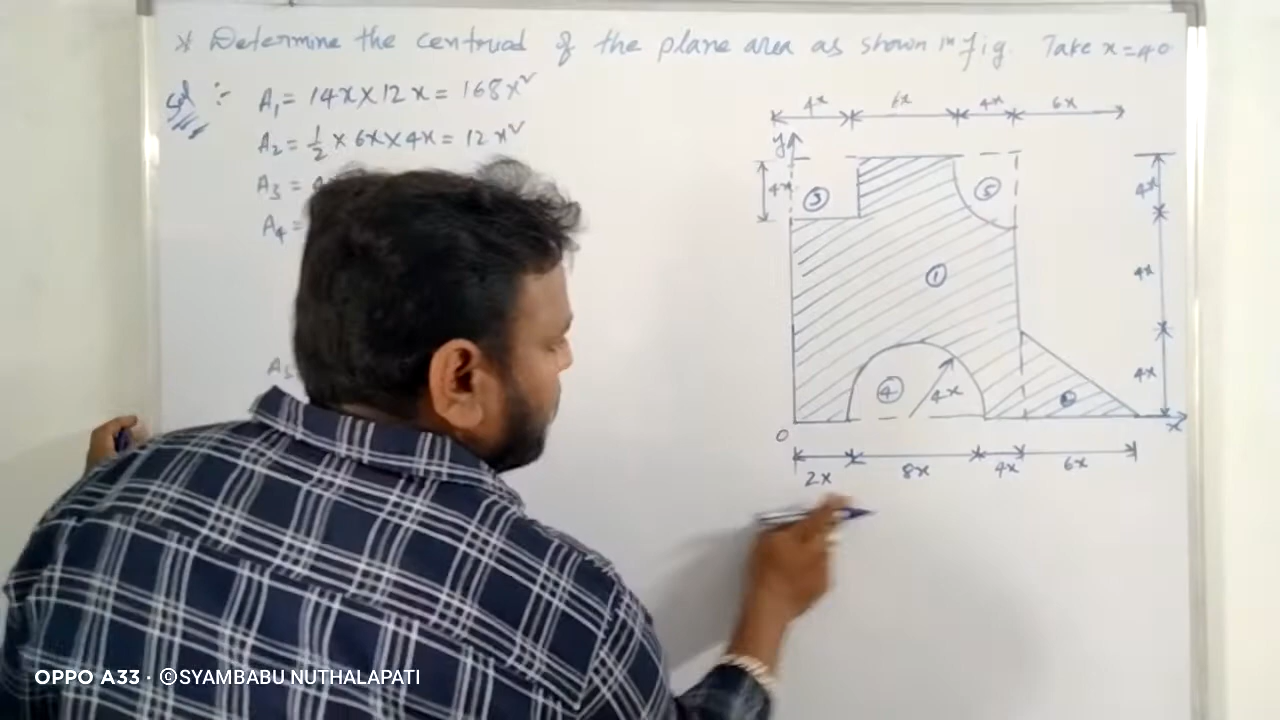 * Determine the centriod of the plane area as shown in fig. Take x=40
Sol :-
A₁ = 14x × 12x = 168x²
A₂ = ½ × 6x × 4x = 12x²
A₃ =
A₄ =
4x 6x 4x 6x
y
4x
3
5
4x
1
4x
4
4x
4x
O
x
2x 8x 4x 6x
OPPO A33 · ©SYAMBABU NUTHALAPATI